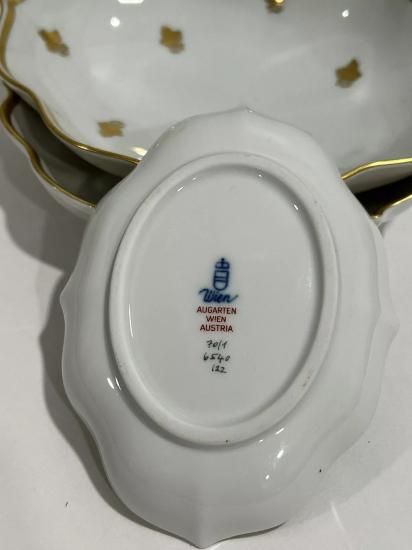 Wien
AUGARTEN
WIEN
AUSTRIA
70/1
6540
122